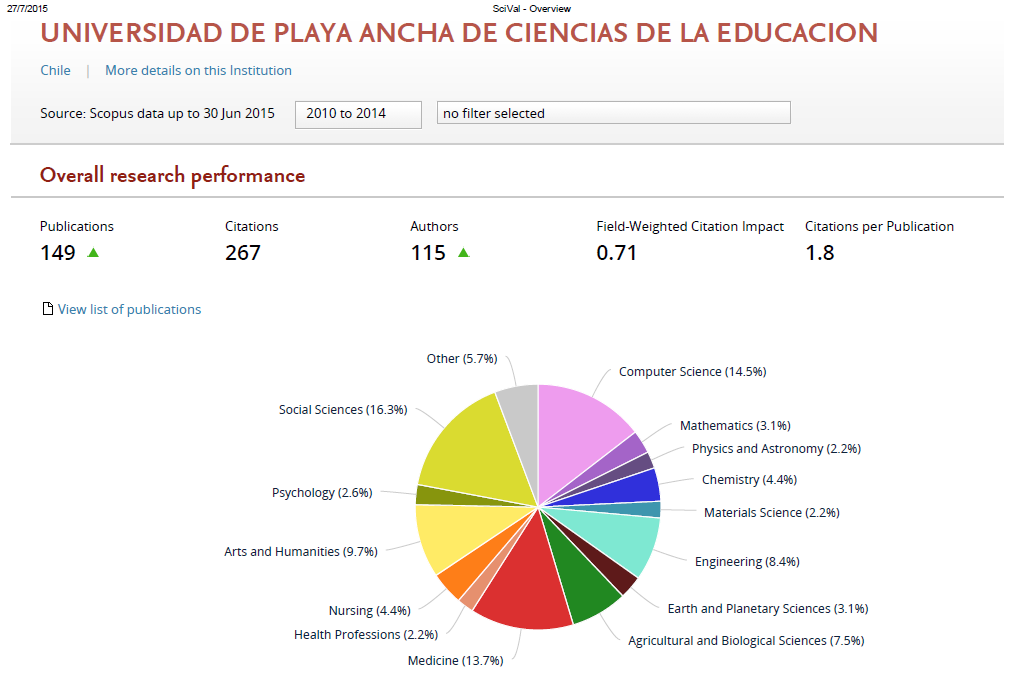 27/7/2015 SciVal - Overview
UNIVERSIDAD DE PLAYA ANCHA DE CIENCIAS DE LA EDUCACION
Chile | More details on this Institution
Source: Scopus data up to 30 Jun 2015 2010 to 2014 no filter selected
Overall research performance
Publications Citations Authors Field-Weighted Citation Impact Citations per Publication
149 267 115 0.71 1.8
View list of publications
Other (5.7%)
Computer Science (14.5%)
Social Sciences (16.3%)
Mathematics (3.1%)
Physics and Astronomy (2.2%)
Chemistry (4.4%)
Psychology (2.6%)
Materials Science (2.2%)
Arts and Humanities (9.7%)
Engineering (8.4%)
Nursing (4.4%)
Earth and Planetary Sciences (3.1%)
Health Professions (2.2%)
Agricultural and Biological Sciences (7.5%)
Medicine (13.7%)